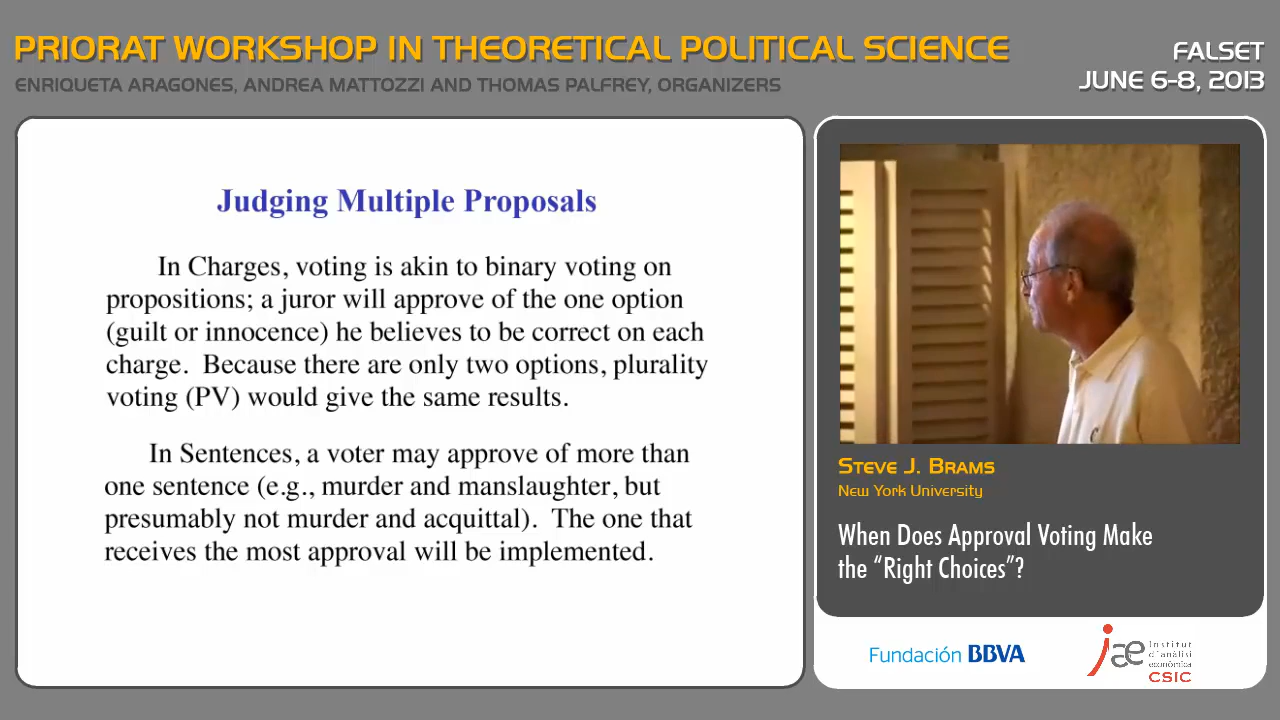 PRIORAT WORKSHOP IN THEORETICAL POLITICAL SCIENCE
ENRIQUETA ARAGONES, ANDREA MATTOZZI AND THOMAS PALFREY, ORGANIZERS
FALSET
JUNE 6-8, 2013
Judging Multiple Proposals
In Charges, voting is akin to binary voting on
propositions; a juror will approve of the one option
(guilt or innocence) he believes to be correct on each
charge. Because there are only two options, plurality
voting (PV) would give the same results.
In Sentences, a voter may approve of more than
one sentence (e.g., murder and manslaughter, but
presumably not murder and acquittal). The one that
receives the most approval will be implemented.
Steve J. Brams
New York University
When Does Approval Voting Make
the “Right Choices”?
Fundación BBVA
iae
Institut
d'anàlisi
econòmica
CSIC